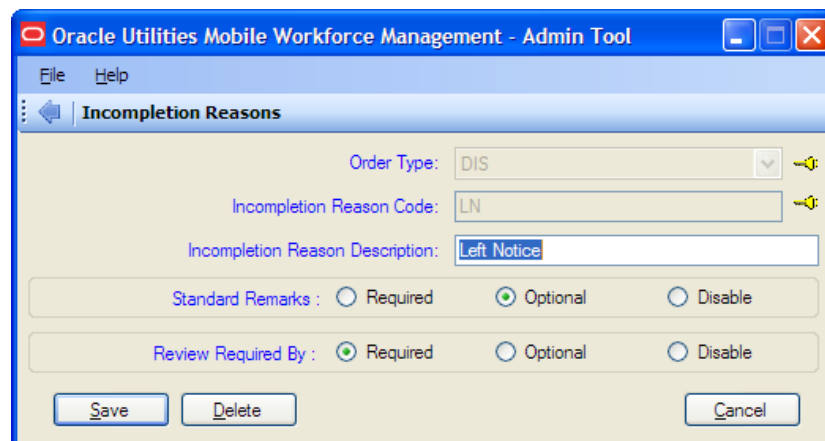 Oracle Utilities Mobile Workforce Management - Admin Tool
File Help
Incompletion Reasons
Order Type: DIS
Incompletion Reason Code: LN
Incompletion Reason Description: Left Notice
Standard Remarks : Required Optional Disable
Review Required By : Required Optional Disable
Save Delete Cancel